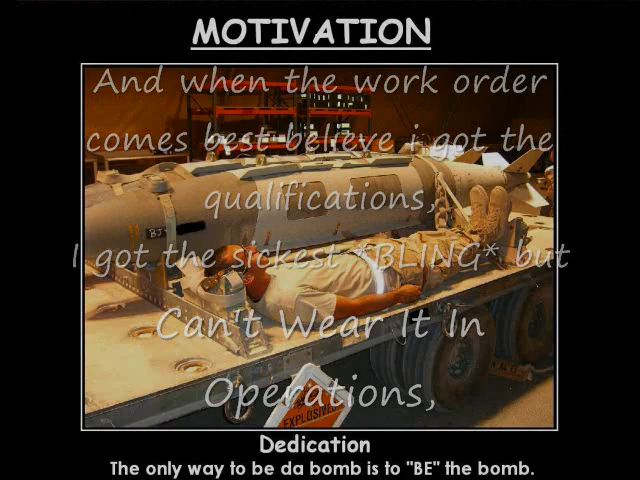 MOTIVATION
And when the work order
comes best believe i got the
qualifications,
I got the sickest *BLING* but
Can't Wear It In
Operations,
EXPLOSIVES
Dedication
The only way to be da bomb is to "BE" the bomb.